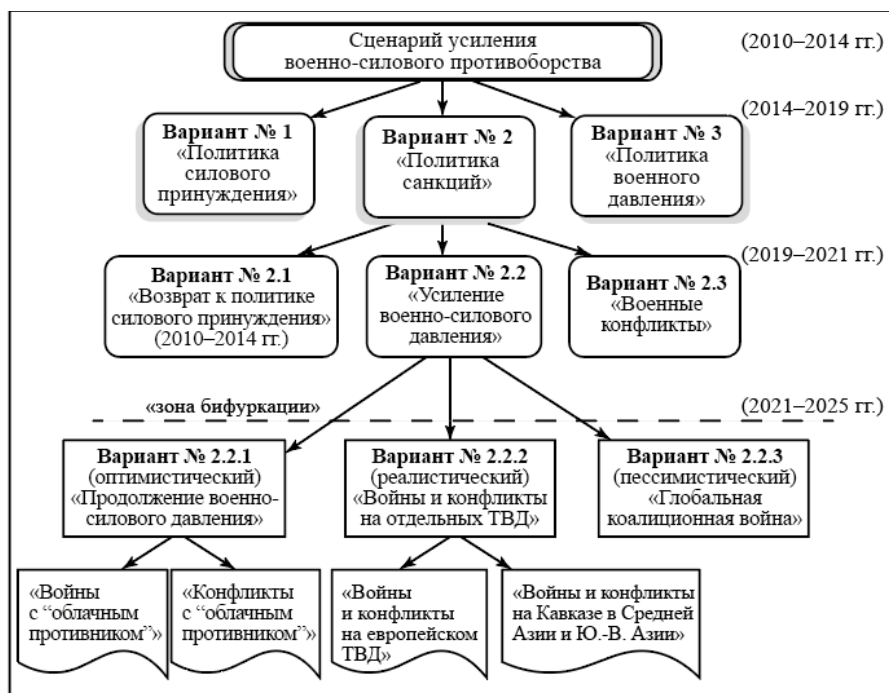 Сценарий усиления
военно-силового противоборства
(2010–2014 гг.)
(2014–2019 гг.)
Вариант № 1
«Политика
силового
принуждения»
Вариант № 2
«Политика
санкций»
Вариант № 3
«Политика
военного
давления»
(2019–2021 гг.)
Вариант № 2.1
«Возврат к политике
силового принуждения»
(2010–2014 гг.)
Вариант № 2.2
«Усиление
военно-силового
давления»
Вариант № 2.3
«Военные
конфликты»
«зона бифуркации»
(2021–2025 гг.)
Вариант № 2.2.1
(оптимистический)
«Продолжение военно-
силового давления»
Вариант № 2.2.2
(реалистический)
«Войны и конфликты
на отдельных ТВД»
Вариант № 2.2.3
(пессимистический)
«Глобальная
коалиционная война»
«Войны
с “облачным
противником”»
«Конфликты
с “облачным
противником”»
«Войны
и конфликты
на европейском
ТВД»
«Войны и конфликты
на Кавказе в Средней
Азии и Ю.-В. Азии»